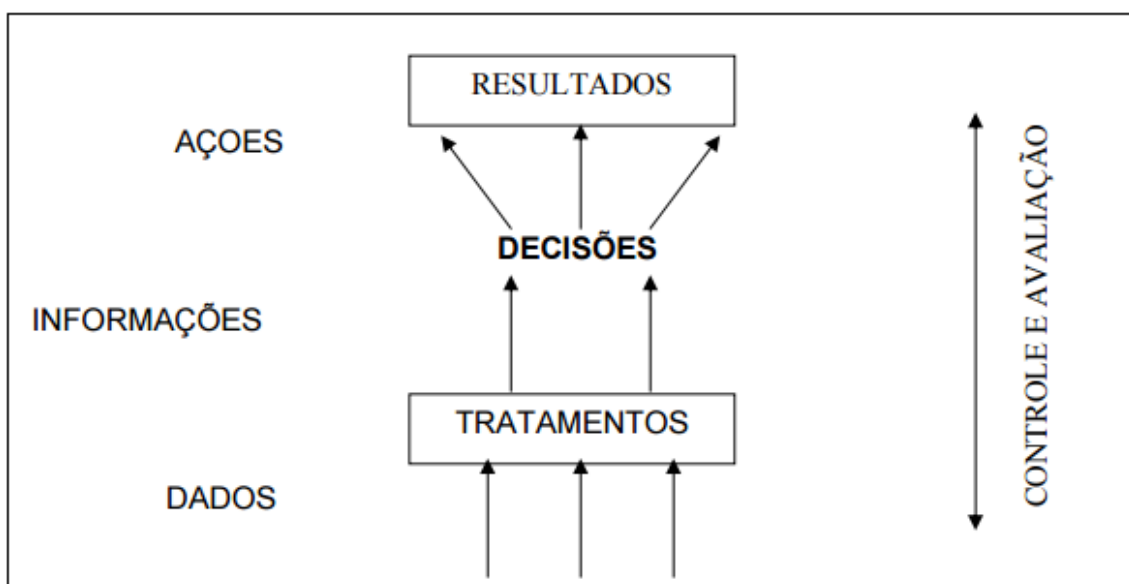 RESULTADOS
AÇOES
DECISÕES
INFORMAÇÕES
TRATAMENTOS
DADOS
CONTROLE E AVALIAÇÃO